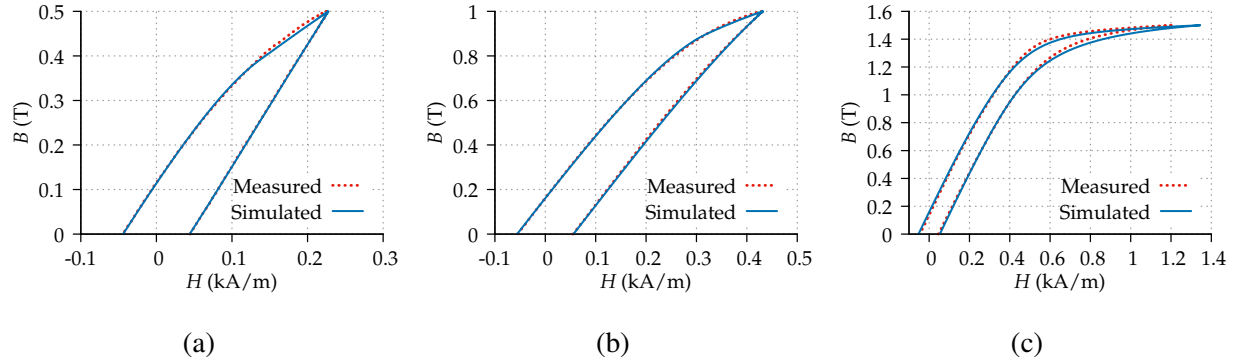 0.5
0.4
0.3
0.2
0.1
0
B (T)
Measured
Simulated
-0.1 0 0.1 0.2 0.3
H (kA/m)
(a)
1
0.8
0.6
0.4
0.2
0
B (T)
Measured
Simulated
-0.1 0 0.1 0.2 0.3 0.4 0.5
H (kA/m)
(b)
1.6
1.4
1.2
1
0.8
0.6
0.4
0.2
0
B (T)
Measured
Simulated
0 0.2 0.4 0.6 0.8 1 1.2 1.4
H (kA/m)
(c)